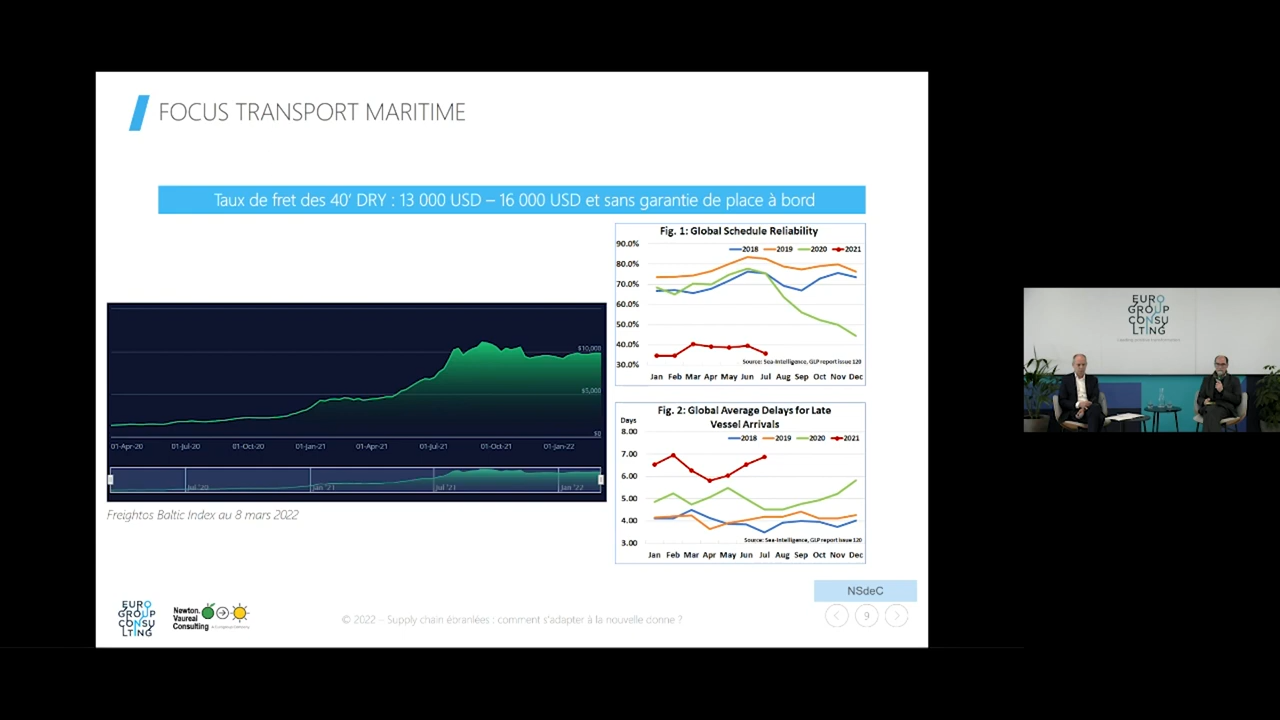 FOCUS TRANSPORT MARITIME
Taux de fret des 40' DRY : 13 000 USD – 16 000 USD et sans garantie de place à bord
$10,000
$5,000
$0
01-Apr-20 01-Jul-20 01-Oct-20 01-Jan-21 01-Apr-21 01-Jul-21 01-Oct-21 01-Jan-22
Jul '20 Jan '21 Jul '21 Jan '22
Freightos Baltic Index au 8 mars 2022
Fig. 1: Global Schedule Reliability
2018 2019 2020 2021
90.0%
80.0%
70.0%
60.0%
50.0%
40.0%
30.0%
Source: Sea-Intelligence, GLP report issue 120
Jan Feb Mar Apr May Jun Jul Aug Sep Oct Nov Dec
Fig. 2: Global Average Delays for Late
Vessel Arrivals
Days
2018 2019 2020 2021
8.00
7.00
6.00
5.00
4.00
3.00
Source: Sea-Intelligence, GLP report issue 120
Jan Feb Mar Apr May Jun Jul Aug Sep Oct Nov Dec
EURO
GROUP
CONSU
LTING
Newton.
Vaureal
Consulting
© 2022 – Supply chain ébranlées : comment s'adapter à la nouvelle donne ?
NSdeC
9
EURO
GROUP
CONSU
LTING